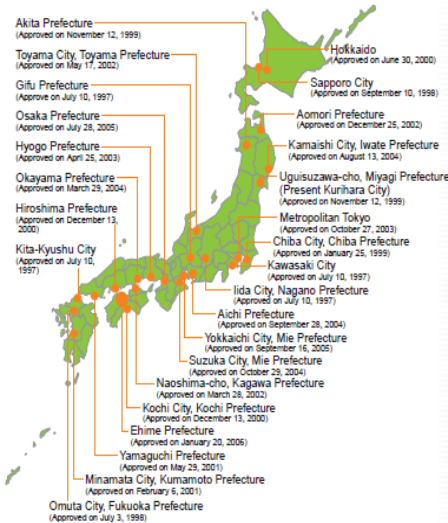 Akita Prefecture
(Approved on November 12, 1999)
Toyama City, Toyama Prefecture
(Approved on May 17, 2002)
Gifu Prefecture
(Approve on July 10, 1997)
Osaka Prefecture
(Approved on July 28, 2005)
Hyogo Prefecture
(Approved on April 25, 2003)
Okayama Prefecture
(Approved on March 29, 2004)
Hiroshima Prefecture
(Approved on December 13,
2000)
Kita-Kyushu City
(Approved on July 10,
1997)
Hokkaido
(Approved on June 30, 2000)
Sapporo City
(Approved on September 10, 1998)
Aomori Prefecture
(Approved on December 25, 2002)
Kamaishi City, Iwate Prefecture
(Approved on August 13, 2004)
Uguisuzawa-cho, Miyagi Prefecture
(Present Kurihara City)
(Approved on November 12, 1999)
Metropolitan Tokyo
(Approved on October 27, 2003)
Chiba City, Chiba Prefecture
(Approved on January 25, 1999)
Kawasaki City
(Approved on July 10, 1997)
Iida City, Nagano Prefecture
(Approved on July 10, 1997)
Aichi Prefecture
(Approved on September 28, 2004)
Yokkaichi City, Mie Prefecture
(Approved on September 16, 2005)
Suzuka City, Mie Prefecture
(Approved on October 29, 2004)
Naoshima-cho, Kagawa Prefecture
(Approved on March 28, 2002)
Kochi City, Kochi Prefecture
(Approved on December 13, 2000)
Ehime Prefecture
(Approved on January 20, 2006)
Yamaguchi Prefecture
(Approved on May 29, 2001)
Minamata City, Kumamoto Prefecture
(Approved on February 6, 2001)
Omuta City, Fukuoka Prefecture
(Approved on July 3, 1998)